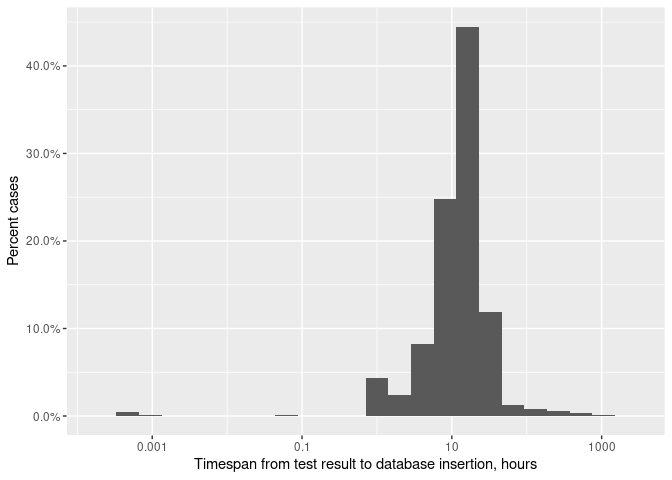 40.0%
30.0%
20.0%
10.0%
0.0%
Percent cases
0.001 0.1 10 1000
Timespan from test result to database insertion, hours